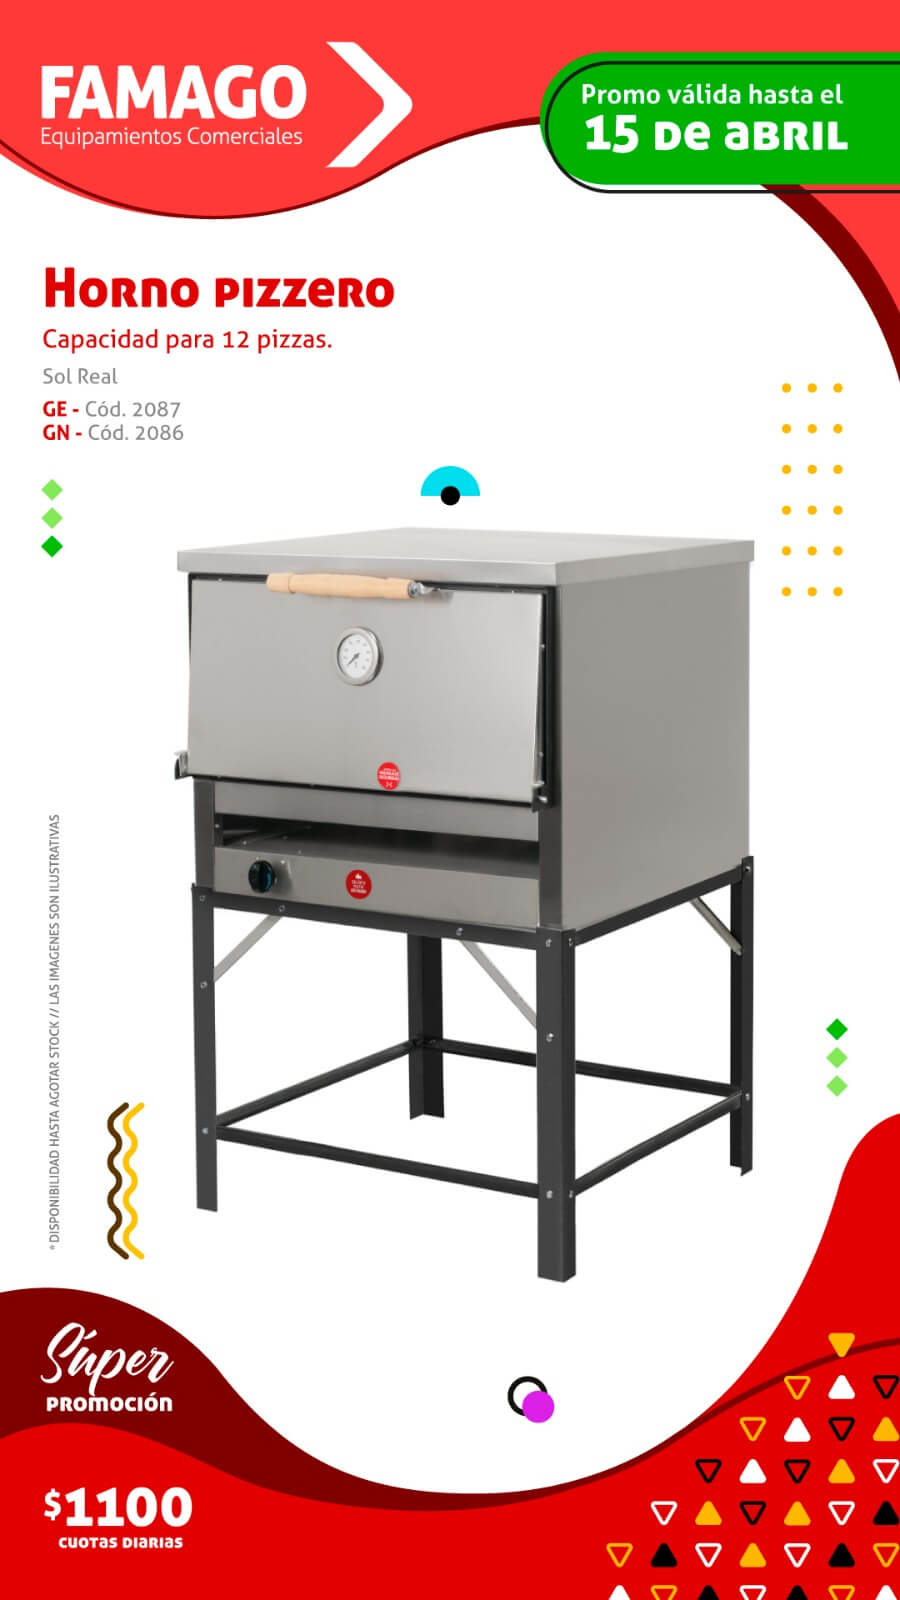 FAMAGO
Equipamientos Comerciales
Promo válida hasta el
15 DE ABRIL
Horno pizzero
Capacidad para 12 pizzas.
Sol Real
GE - Cód. 2087
GN - Cód. 2086
*DISPONIBILIDAD HASTA AGOTAR STOCK // LAS IMAGENES SON ILUSTRATIVAS
Súper
PROMOCIÓN
$1100
CUOTAS DIARIAS